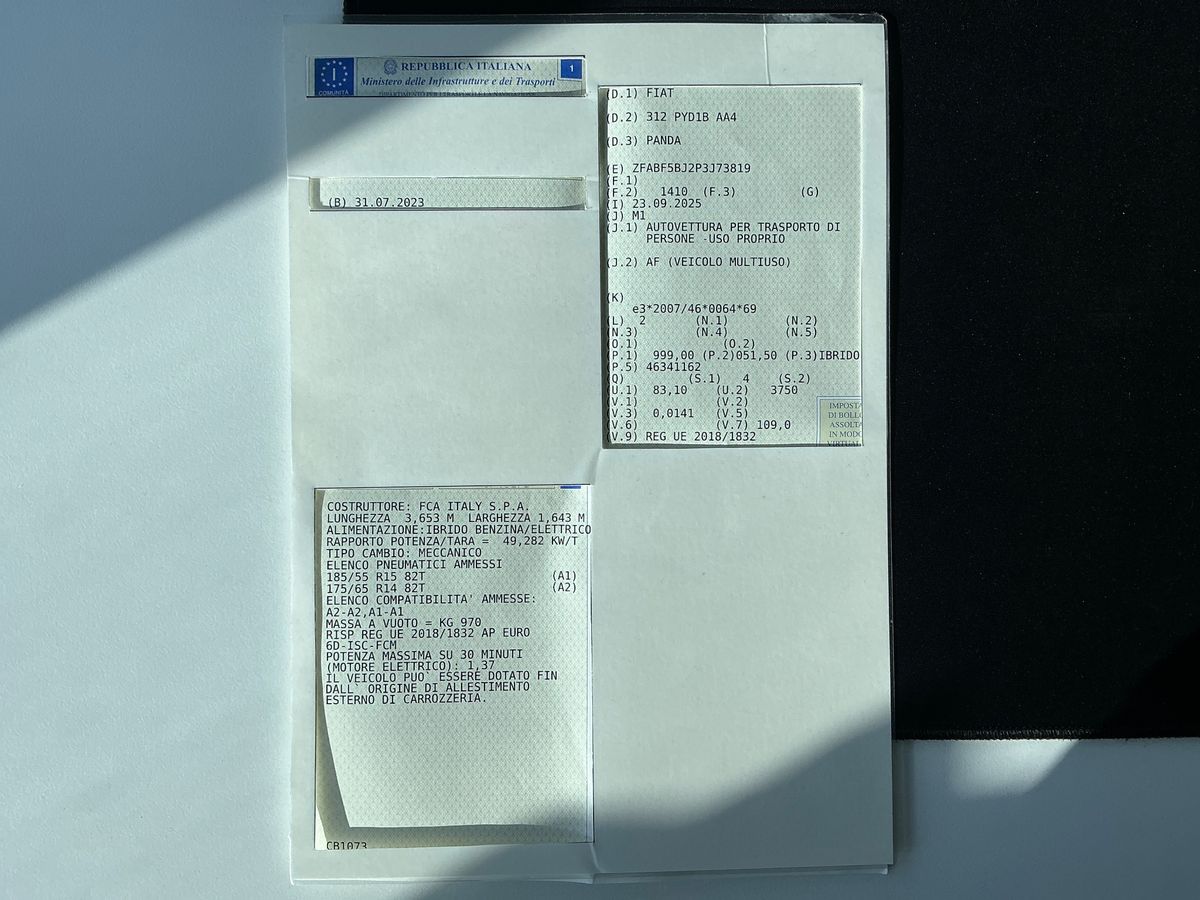 COMUNITÀ
REPUBBLICA ITALIANA
1
Ministero delle Infrastrutture e dei Trasporti
(B) 31.07.2023
(D.1) FIAT
(D.2) 312 PYD1B AA4
(D.3) PANDA
(E) ZFABF5BJ2P3J73819
(F.1)
(F.2) 1410 (F.3) (G)
(I) 23.09.2025
(J) M1
(J.1) AUTOVETTURA PER TRASPORTO DI
PERSONE -USO PROPRIO
(J.2) AF (VEICOLO MULTIUSO)
(K)
e3*2007/46*0064*69
(L) 2 (N.1) (N.2)
(N.3) (N.4) (N.5)
(O.1) (O.2)
(P.1) 999,00 (P.2)051,50 (P.3)IBRIDO
(P.5) 46341162
(Q) (S.1) 4 (S.2)
(U.1) 83,10 (U.2) 3750
(V.1) (V.2)
(V.3) 0,0141 (V.5)
(V.6) (V.7) 109,0
(V.9) REG UE 2018/1832
IMPOSTA
DI BOLLO
ASSOLTA
IN MODO
COSTRUTTORE: FCA ITALY S.P.A.
LUNGHEZZA 3,653 M LARGHEZZA 1,643 M
ALIMENTAZIONE:IBRIDO BENZINA/ELETTRICO
RAPPORTO POTENZA/TARA = 49,282 KW/T
TIPO CAMBIO: MECCANICO
ELENCO PNEUMATICI AMMESSI
185/55 R15 82T (A1)
175/65 R14 82T (A2)
ELENCO COMPATIBILITA' AMMESSE:
A2-A2,A1-A1
MASSA A VUOTO = KG 970
RISP REG UE 2018/1832 AP EURO
6D-ISC-FCM
POTENZA MASSIMA SU 30 MINUTI
(MOTORE ELETTRICO): 1,37
IL VEICOLO PUO` ESSERE DOTATO FIN
DALL` ORIGINE DI ALLESTIMENTO
ESTERNO DI CARROZZERIA.
CB1073